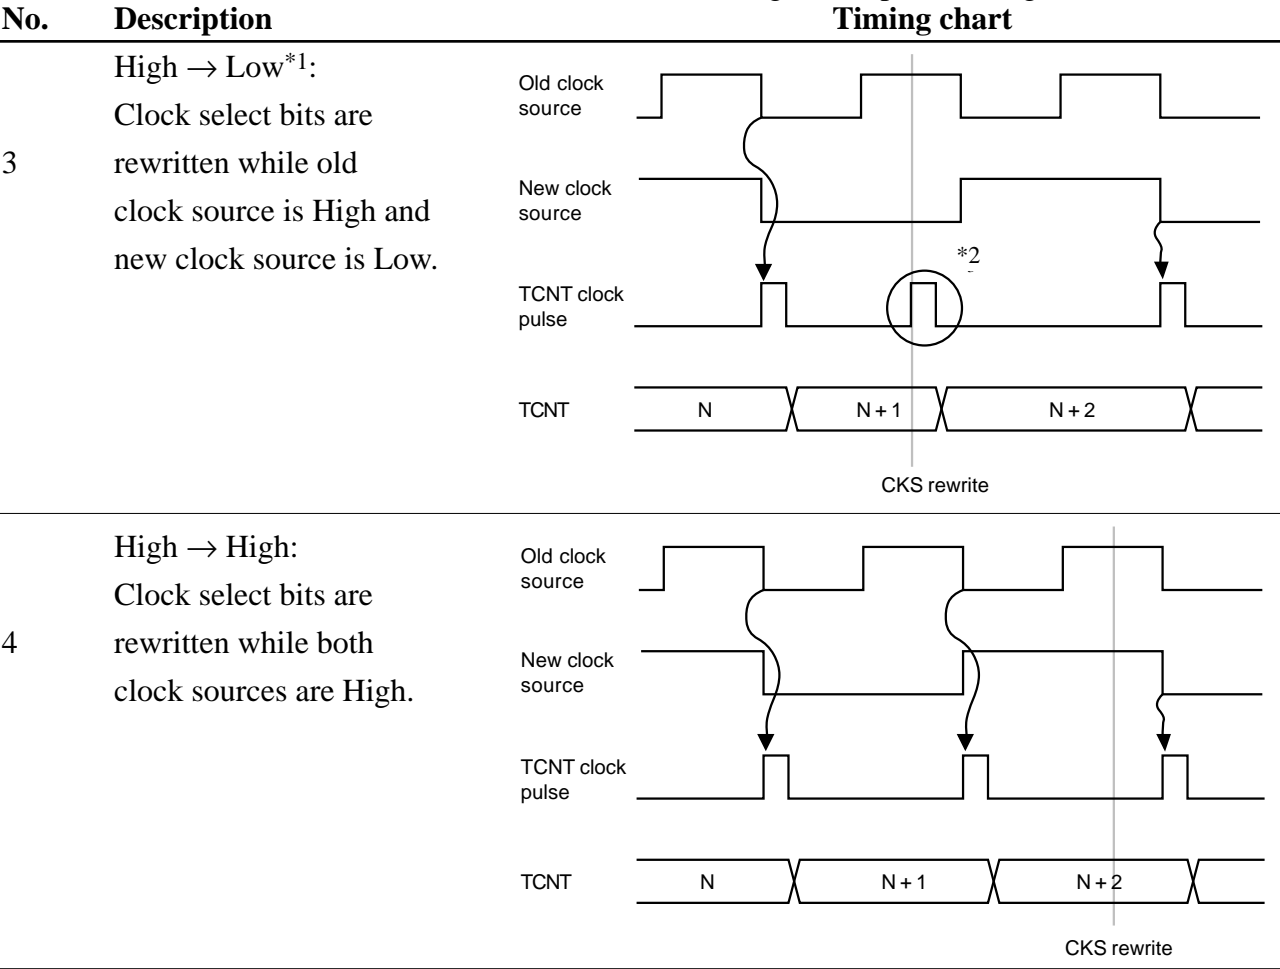 No. Description Timing chart
High → Low*1:
Clock select bits are
3 rewritten while old
clock source is High and
new clock source is Low.
Old clock
source
New clock
source
*2
TCNT clock
pulse
TCNT N N + 1 N + 2
CKS rewrite
High → High:
Clock select bits are
4 rewritten while both
clock sources are High.
Old clock
source
New clock
source
TCNT clock
pulse
TCNT N N + 1 N + 2
CKS rewrite